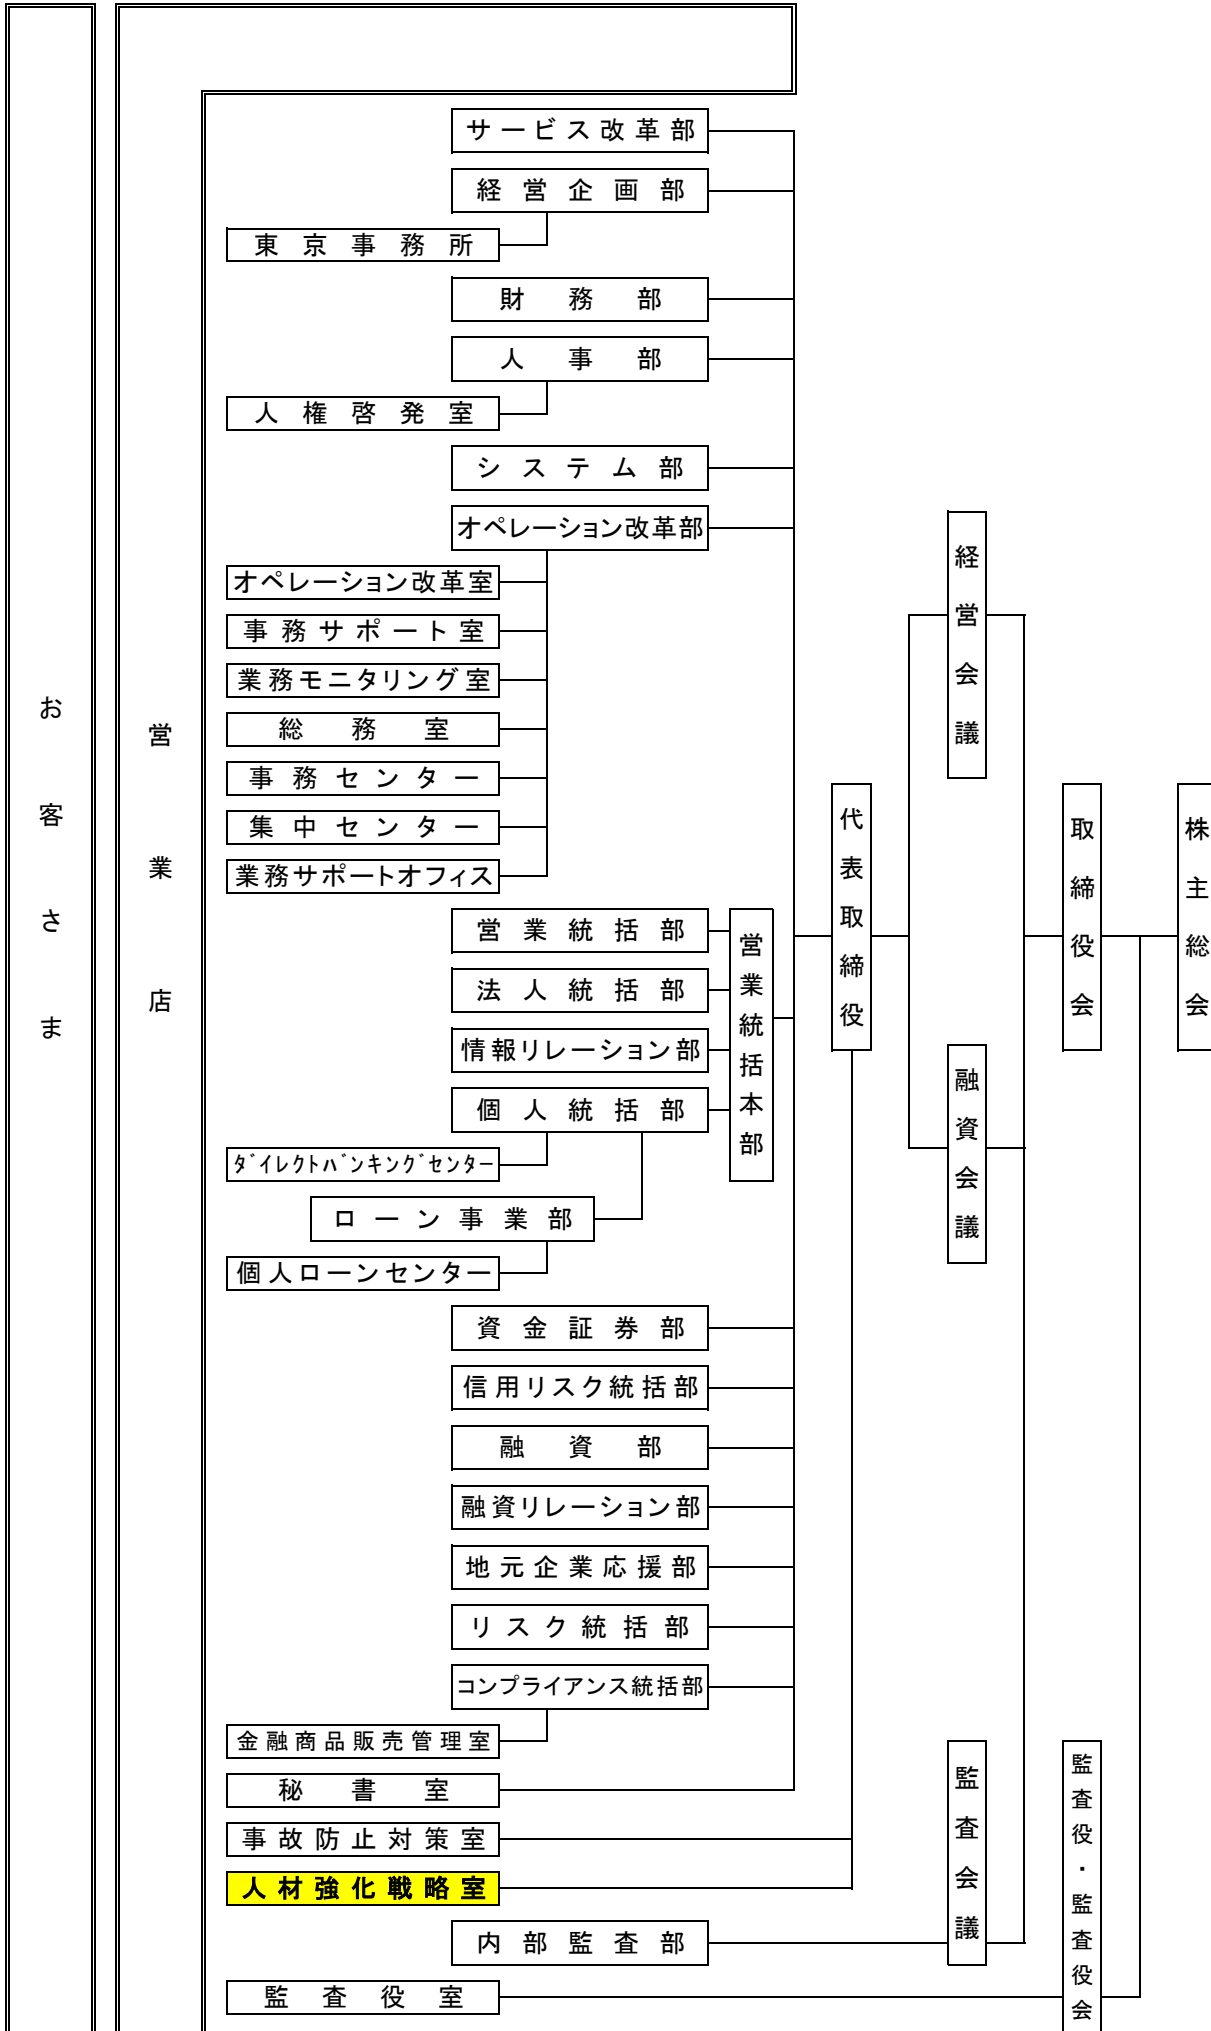 お客さま
営業店
サービス改革部
経営企画部
東京事務所
財務部
人事部
人権啓発室
システム部
オペレーション改革部
オペレーション改革室
事務サポート室
業務モニタリング室
総務室
事務センター
集中センター
業務サポートオフィス
営業統括部
法人統括部
情報リレーション部
個人統括部
営業統括本部
ダイレクトバンキングセンター
ローン事業部
個人ローンセンター
資金証券部
信用リスク統括部
融資部
融資リレーション部
地元企業応援部
リスク統括部
コンプライアンス統括部
金融商品販売管理室
秘書室
事故防止対策室
人材強化戦略室
内部監査部
監査役室
代表取締役
経営会議
融資会議
監査会議
取締役会
監査役・監査役会
株主総会